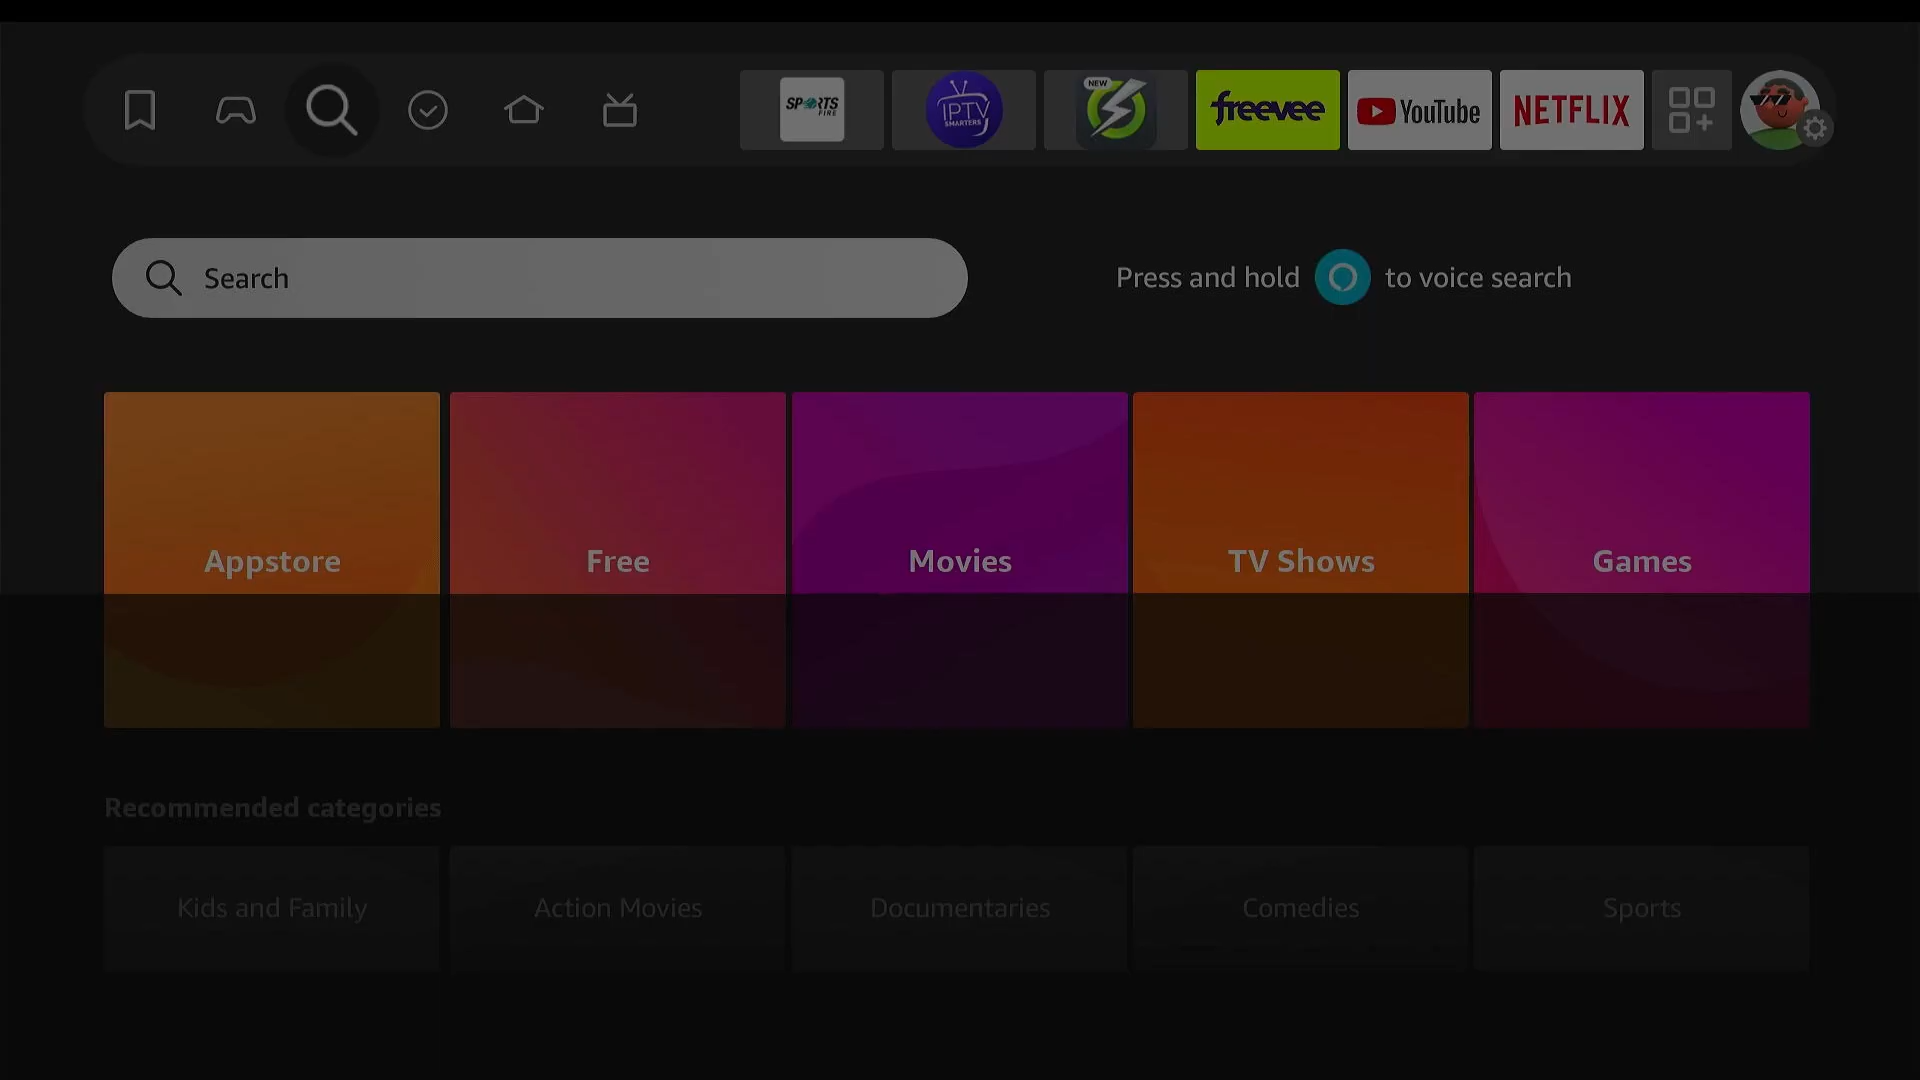 SPORTS
FIRE
IPTV
SMARTERS
NEW
freevee
YouTube
NETFLIX
Search
Press and hold to voice search
Appstore
Free
Movies
TV Shows
Games
Recommended categories
Kids and Family
Action Movies
Documentaries
Comedies
Sports